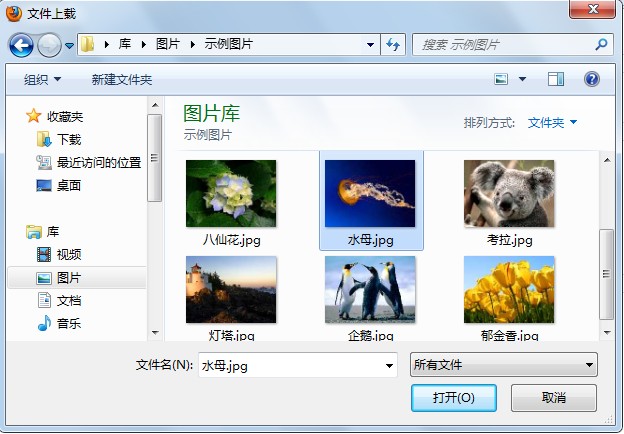 文件上载
库 图片 示例图片
搜索 示例图片
组织 新建文件夹
收藏夹
下载
最近访问的位置
桌面
库
视频
图片
文档
音乐
图片库
示例图片
排列方式: 文件夹
八仙花.jpg 水母.jpg 考拉.jpg
灯塔.jpg 企鹅.jpg 郁金香.jpg
文件名(N): 水母.jpg 所有文件
打开(O) 取消